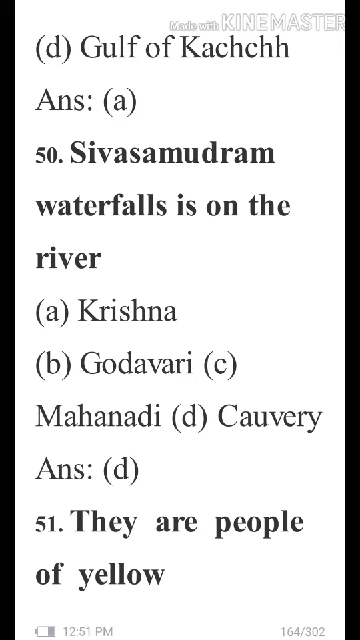 Made with KINEMASTER
(d) Gulf of Kachchh
Ans: (a)
50. Sivasamudram
waterfalls is on the
river
(a) Krishna
(b) Godavari (c)
Mahanadi (d) Cauvery
Ans: (d)
51. They are people
of yellow
12:51 PM 164/302